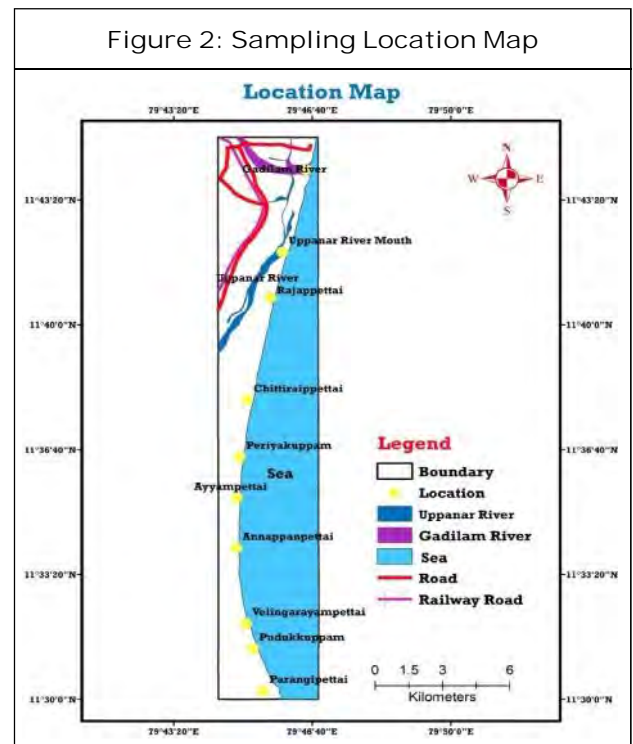 Figure 2: Sampling Location Map
Location Map
79°43'20"E 79°46'40"E 79°50'0"E
N
W E
S
Gadilam River
11°43'20"N 11°43'20"N
Uppanar River Mouth
Uppanar River
Rajappettai
11°40'0"N 11°40'0"N
Chittiraippettai
11°36'40"N 11°36'40"N
Periyakuppam
Sea
Ayyampettai
Annappanpettai
11°33'20"N 11°33'20"N
Velingarayampettai
Pudukkuppam
Parangipettai
11°30'0"N 11°30'0"N
Legend
Boundary
Location
Uppanar River
Gadilam River
Sea
Road
Railway Road
0 1.5 3 6
Kilometers
79°43'20"E 79°46'40"E 79°50'0"E